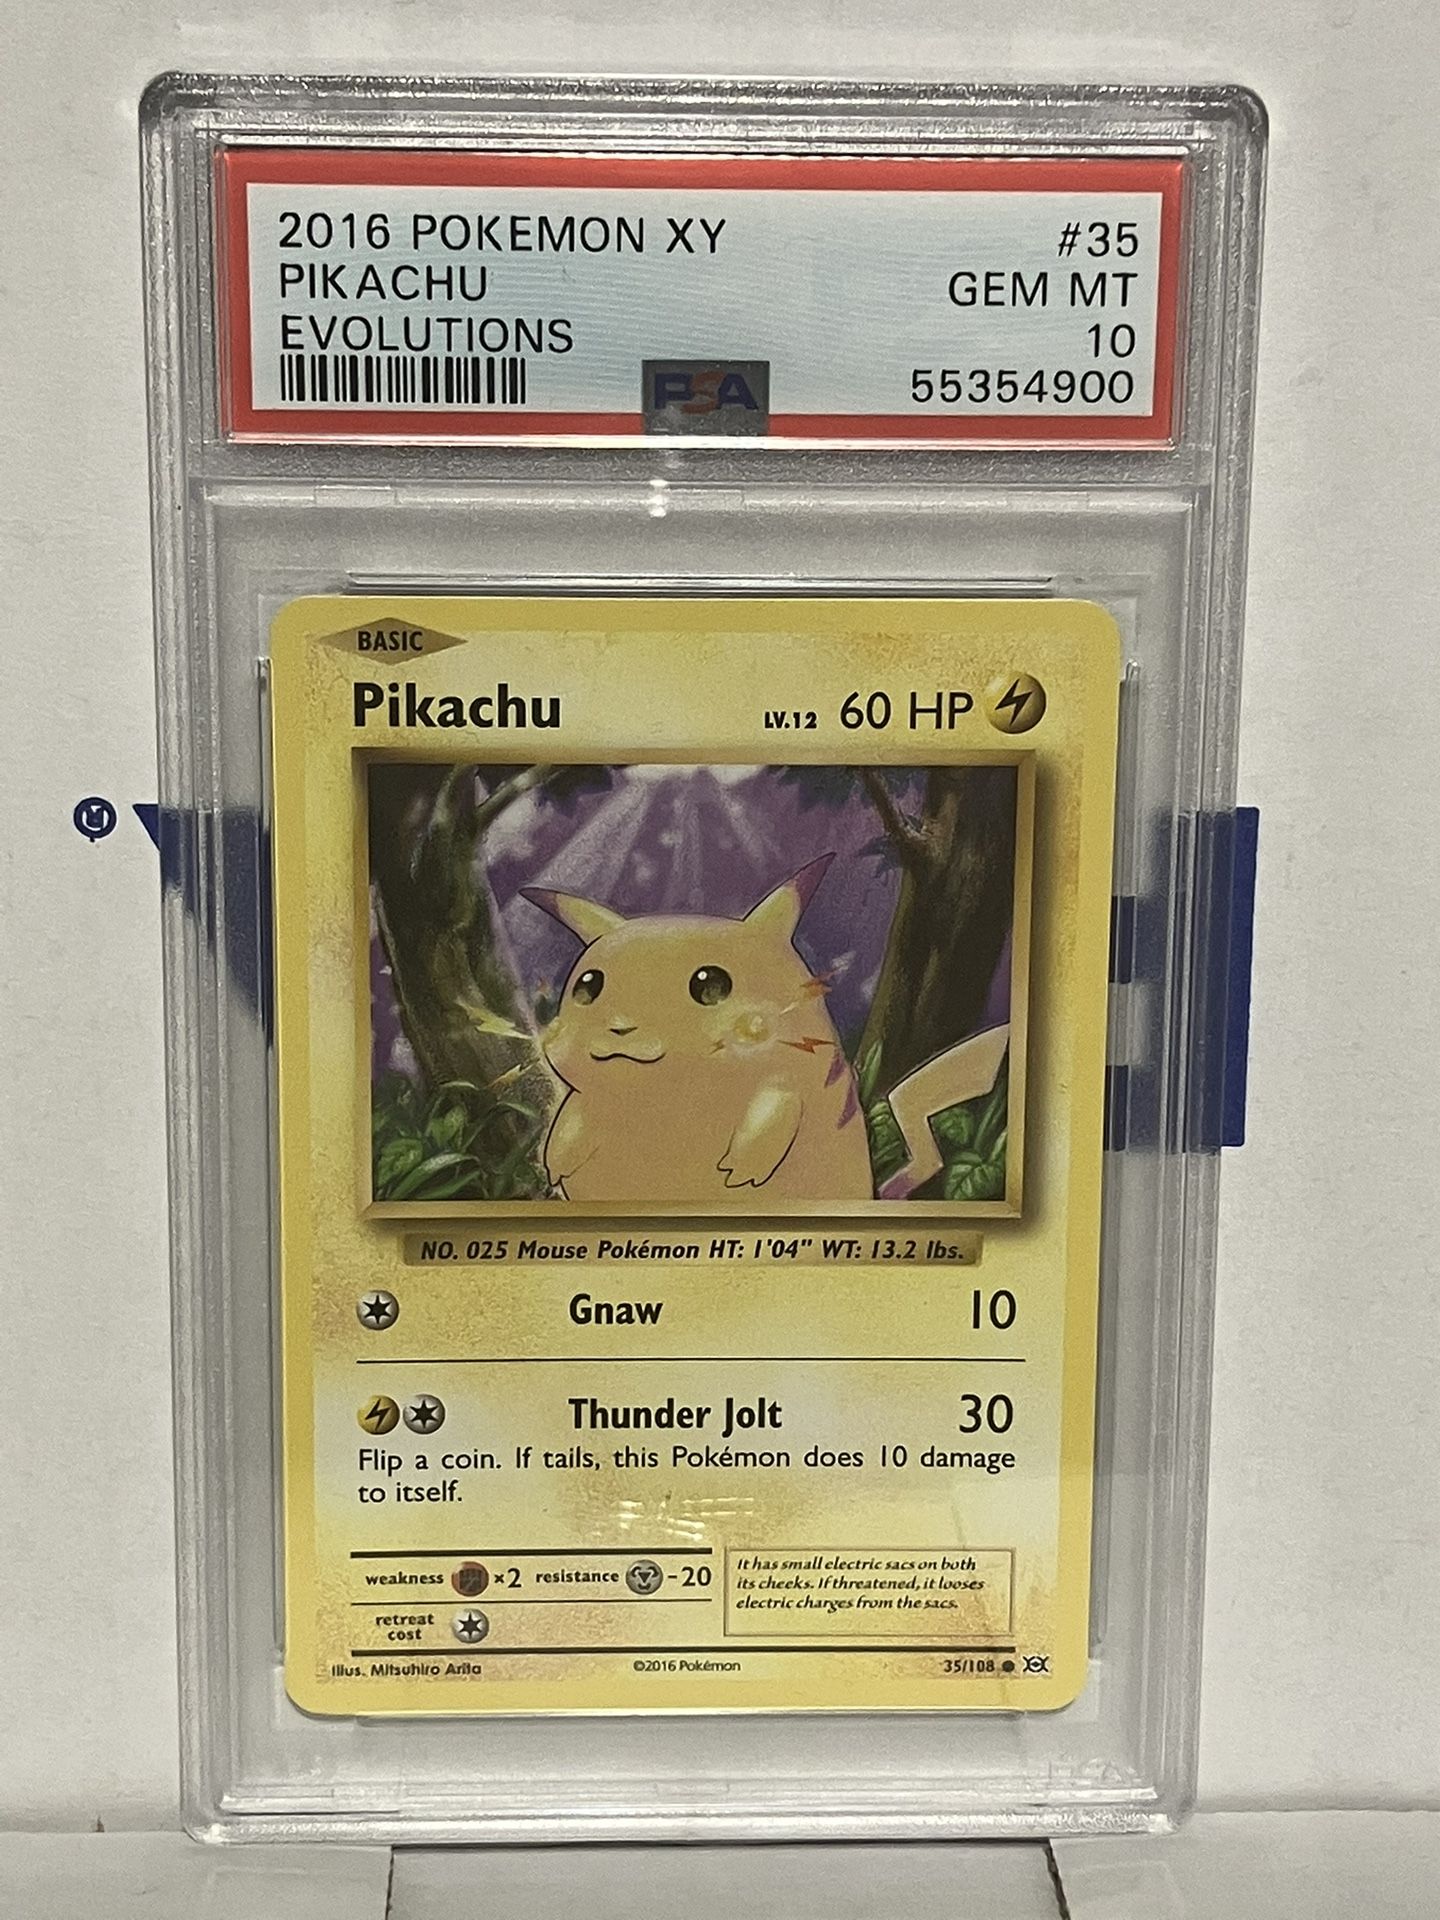 2016 POKEMON XY #35
PIKACHU GEM MT
EVOLUTIONS 10
PSA 55354900
BASIC
Pikachu LV.12 60 HP
NO. 025 Mouse Pokémon HT: 1'04" WT: 13.2 lbs.
Gnaw 10
Thunder Jolt 30
Flip a coin. If tails, this Pokémon does 10 damage
to itself.
weakness ×2 resistance -20
retreat
cost
It has small electric sacs on both
its cheeks. If threatened, it looses
electric charges from the sacs.
Illus. Mitsuhiro Arita ©2016 Pokémon 35/108